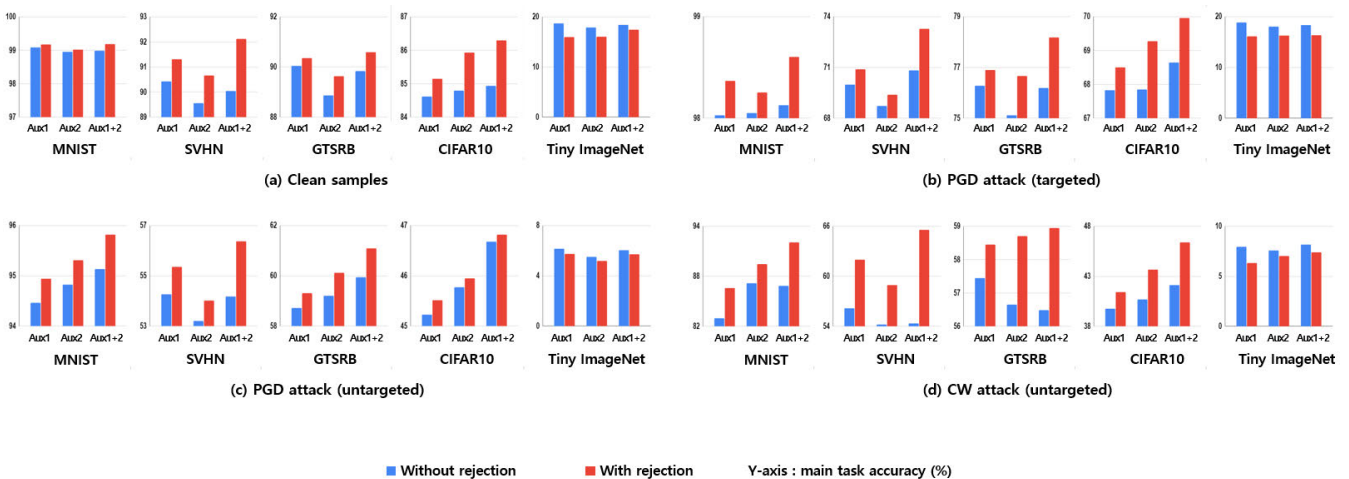 100 93 92 87 20 99 74 79 70 20
99 92 86 71 77 69
98 91 90 10 10
97 90 85 68
89 88 84 0 98 68 75 67 0
Aux1 Aux2 Aux1+2 Aux1 Aux2 Aux1+2 Aux1 Aux2 Aux1+2 Aux1 Aux2 Aux1+2 Aux1 Aux2 Aux1+2 Aux1 Aux2 Aux1+2 Aux1 Aux2 Aux1+2 Aux1 Aux2 Aux1+2 Aux1 Aux2 Aux1+2 Aux1 Aux2 Aux1+2
MNIST SVHN GTSRB CIFAR10 Tiny ImageNet MNIST SVHN GTSRB CIFAR10 Tiny ImageNet
(a) Clean samples (b) PGD attack (targeted)
96 57 62 47 8 94 66 59 48 10
95 55 60 46 4 88 60 58 43 5
57
94 53 58 45 0 82 54 56 38 0
Aux1 Aux2 Aux1+2 Aux1 Aux2 Aux1+2 Aux1 Aux2 Aux1+2 Aux1 Aux2 Aux1+2 Aux1 Aux2 Aux1+2 Aux1 Aux2 Aux1+2 Aux1 Aux2 Aux1+2 Aux1 Aux2 Aux1+2 Aux1 Aux2 Aux1+2 Aux1 Aux2 Aux1+2
MNIST SVHN GTSRB CIFAR10 Tiny ImageNet MNIST SVHN GTSRB CIFAR10 Tiny ImageNet
(c) PGD attack (untargeted) (d) CW attack (untargeted)
Without rejection With rejection Y-axis : main task accuracy (%)